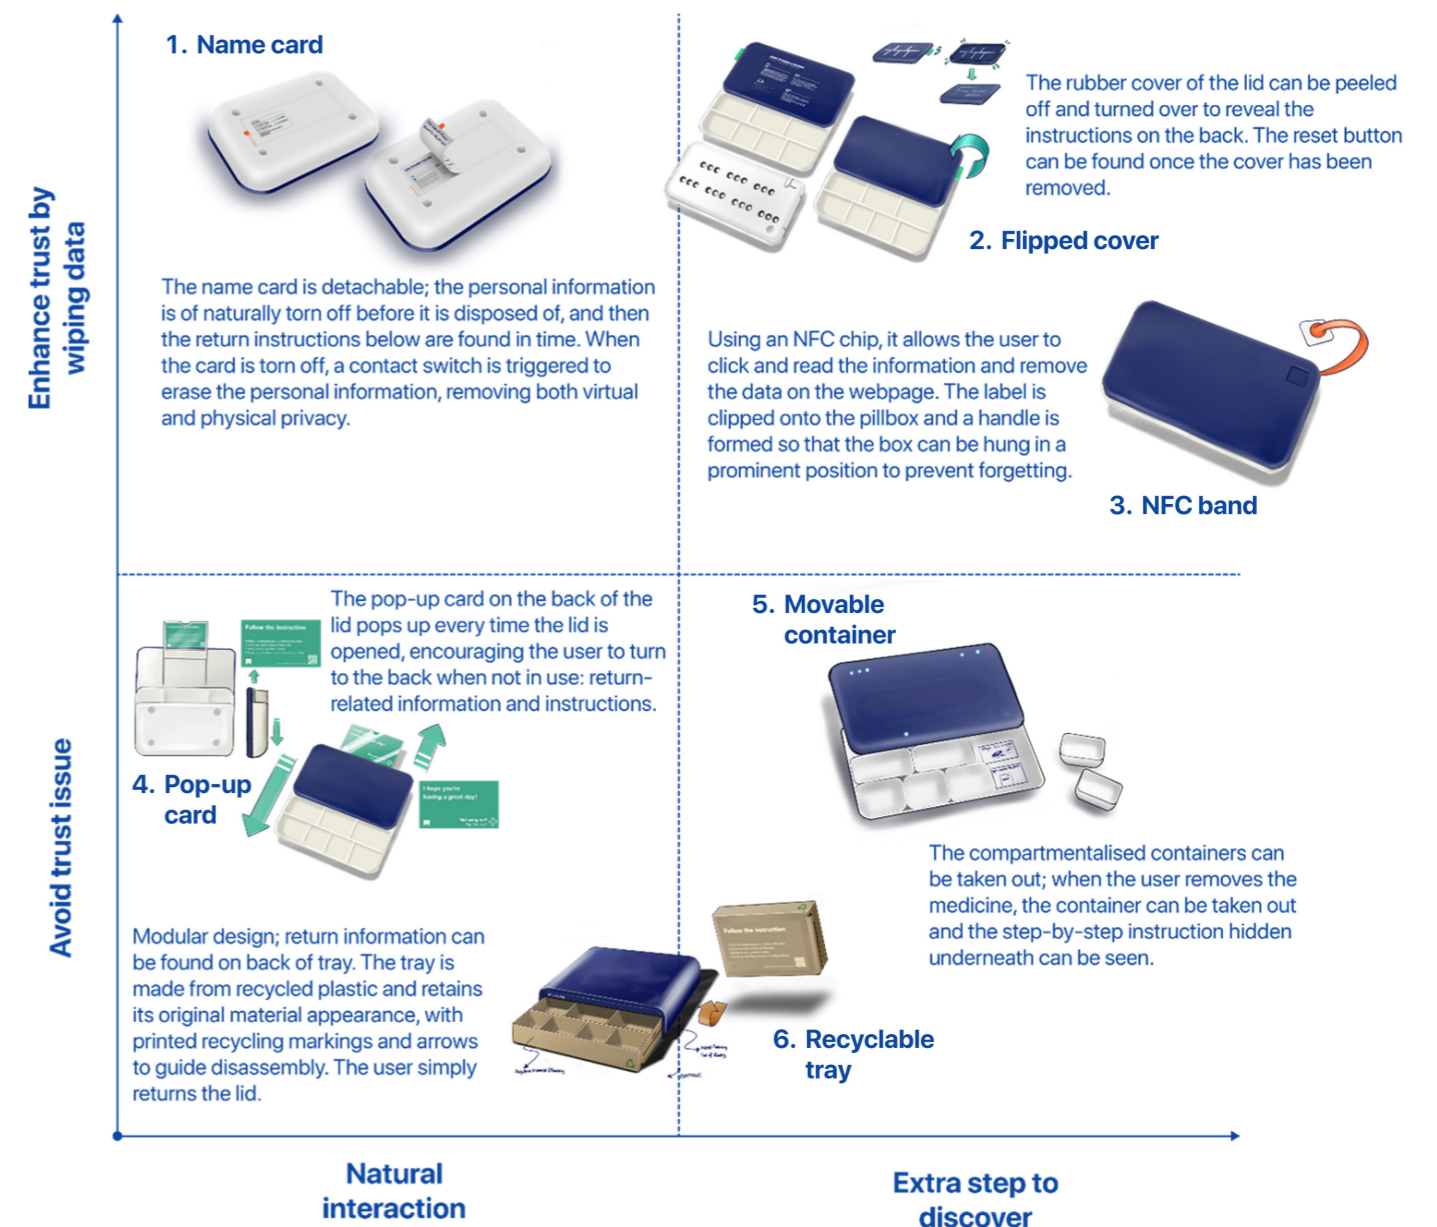 1. Name card
The name card is detachable; the personal information
is of naturally torn off before it is disposed of, and then
the return instructions below are found in time. When
the card is torn off, a contact switch is triggered to
erase the personal information, removing both virtual
and physical privacy.
The rubber cover of the lid can be peeled
off and turned over to reveal the
instructions on the back. The reset button
can be found once the cover has been
removed.
2. Flipped cover
Using an NFC chip, it allows the user to
click and read the information and remove
the data on the webpage. The label is
clipped onto the pillbox and a handle is
formed so that the box can be hung in a
prominent position to prevent forgetting.
3. NFC band
Enhance trust by
wiping data
The pop-up card on the back of the
lid pops up every time the lid is
opened, encouraging the user to turn
to the back when not in use: return-
related information and instructions.
Follow the instruction
4. Pop-up
card
I hope you're
having a great day!
5. Movable
container
The compartmentalised containers can
be taken out; when the user removes the
medicine, the container can be taken out
and the step-by-step instruction hidden
underneath can be seen.
Modular design; return information can
be found on back of tray. The tray is
made from recycled plastic and retains
its original material appearance, with
printed recycling markings and arrows
to guide disassembly. The user simply
returns the lid.
Follow the instruction
6. Recyclable
tray
Avoid trust issue
Natural
interaction
Extra step to
discover